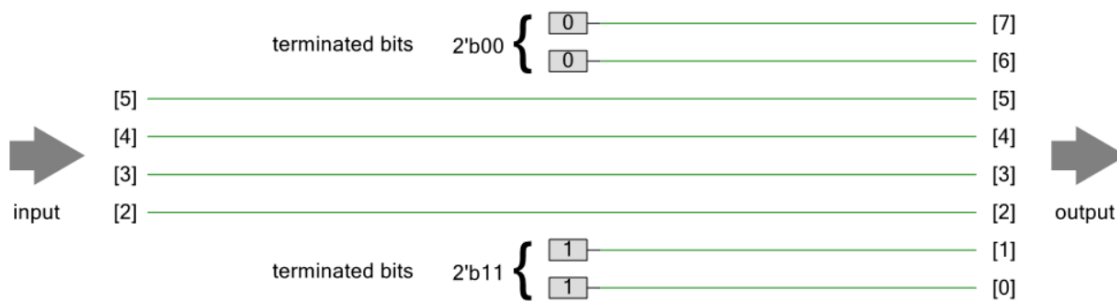 terminated bits 2'b00 { 0 [7]
0 [6]
[5] [5]
[4] [4]
[3] [3]
input [2] [2] output
terminated bits 2'b11 { 1 [1]
1 [0]